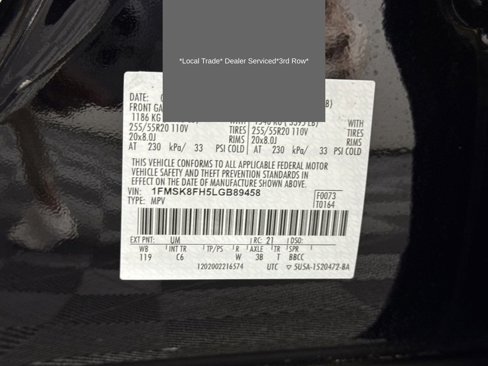 *Local Trade* Dealer Serviced*3rd Row*
DATE:
FRONT GA
1186 KG
255/55R20 110V TIRES 255/55R20 110V WITH TIRES
20x8.0J RIMS 20x8.0J RIMS
AT 230 kPa/ 33 PSI COLD AT 230 kPa/ 33 PSI COLD
THIS VEHICLE CONFORMS TO ALL APPLICABLE FEDERAL MOTOR
VEHICLE SAFETY AND THEFT PREVENTION STANDARDS IN
EFFECT ON THE DATE OF MANUFACTURE SHOWN ABOVE.
VIN: 1FMSK8FH5LGB89458
TYPE: MPV
F0073
T0164
EXT PNT: UM RC: 21 DSO:
WB INT TR TP/PS R AXLE TR SPR
119 C6 W 3B T BBCC
1202002216574 UTC ▽ 5U5A-1520472-BA